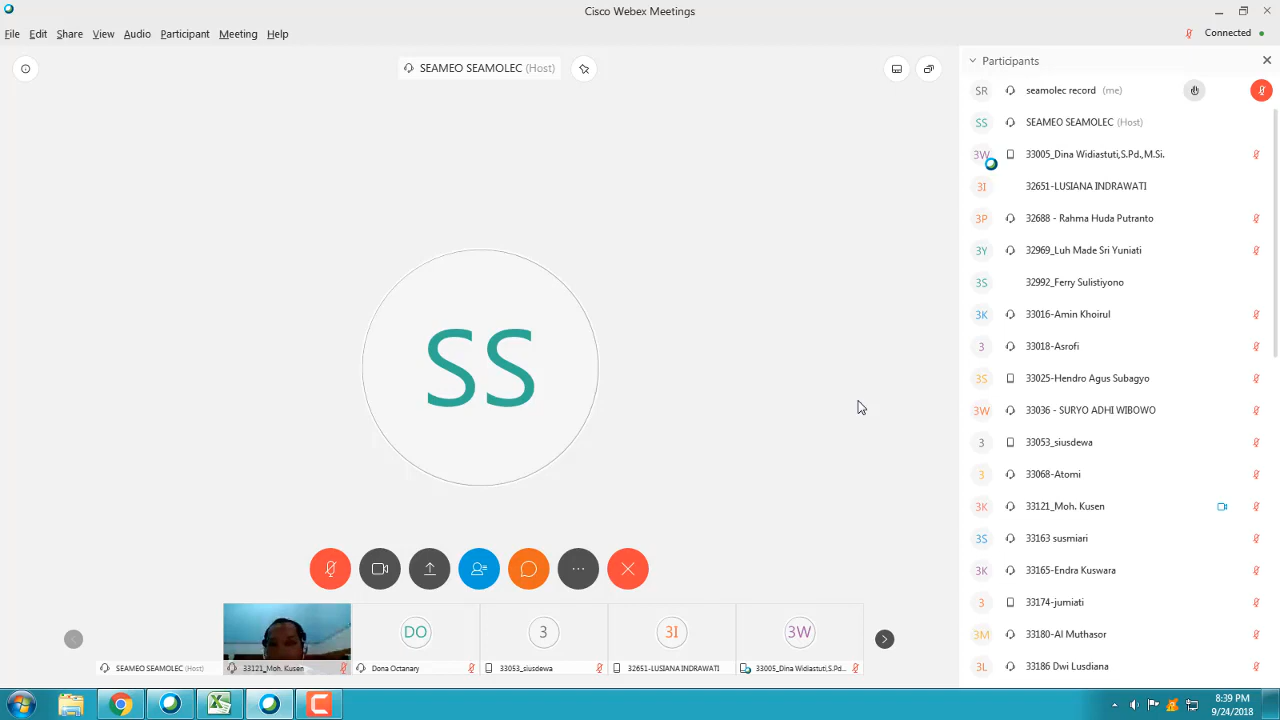 Cisco Webex Meetings
File Edit Share View Audio Participant Meeting Help
Connected
SEAMEO SEAMOLEC (Host)
SS
Participants
SR seamolec record (me)
SS SEAMEO SEAMOLEC (Host)
3W 33005_Dina Widiastuti,S.Pd.,M.Si.
3I 32651-LUSIANA INDRAWATI
3P 32688 - Rahma Huda Putranto
3Y 32969_Luh Made Sri Yuniati
3S 32992_Ferry Sulistiyono
3K 33016-Amin Khoirul
3 33018-Asrofi
3S 33025-Hendro Agus Subagyo
3W 33036 - SURYO ADHI WIBOWO
3 33053_siusdewa
3 33068-Atomi
3K 33121_Moh. Kusen
3S 33163 susmiari
3K 33165-Endra Kuswara
3 33174-jumiati
3M 33180-Al Muthasor
3L 33186 Dwi Lusdiana
DO 3 3I 3W
SEAMEO SEAMOLEC (Host) 33121_Moh. Kusen Dona Octanary 33053_siusdewa 32651-LUSIANA INDRAWATI 33005_Dina Widiastuti,S.Pd...
8:39 PM
9/24/2018